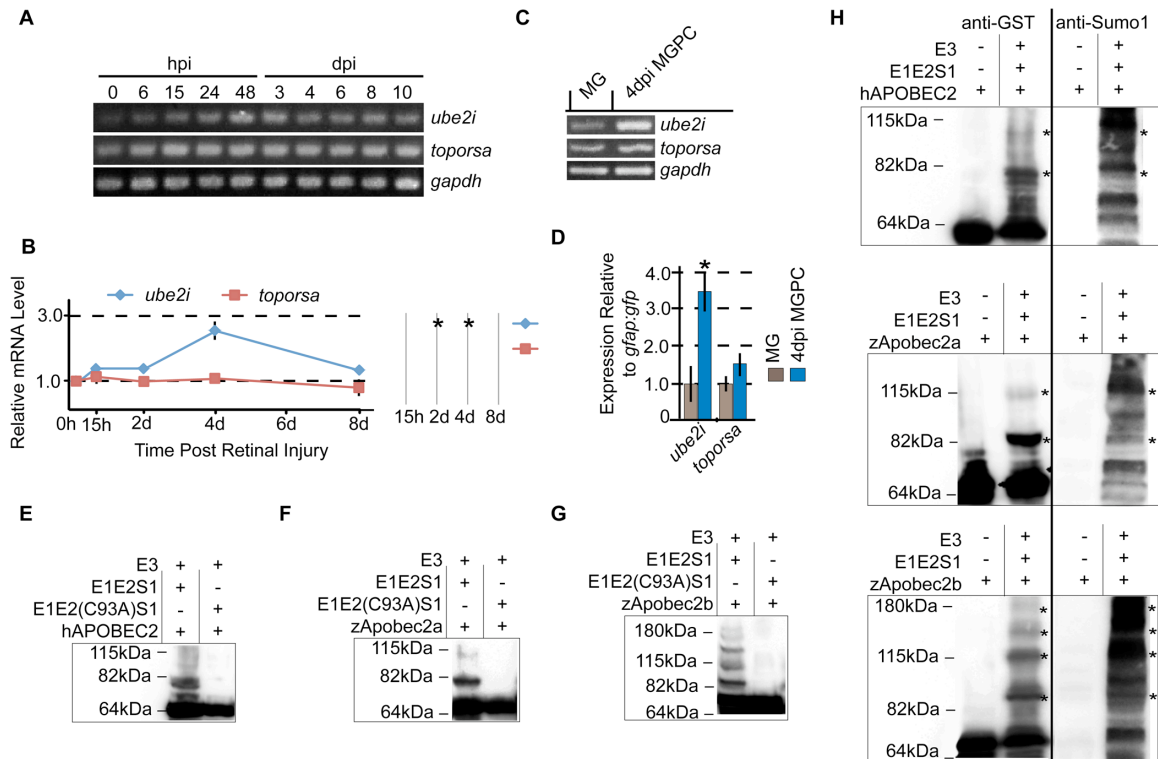 A
hpi dpi
0 6 15 24 48 3 4 6 8 10
ube2i
toporsa
gapdh
B
Relative mRNA Level
ube2i toporsa
3.0
1.0
* *
0h 15h 2d 4d 6d 8d
Time Post Retinal Injury
15h 2d 4d 8d
C
MG 4dpi MGPC
ube2i
toporsa
gapdh
D
Expression Relative
to gfap:gfp
4.0
3.0
2.0
1.0
0
*
ube2i toporsa
MG
4dpi MGPC
E
E3 + +
E1E2S1 + -
E1E2(C93A)S1 - +
hAPOBEC2 + +
115kDa
82kDa
64kDa
F
E3 + +
E1E2S1 + -
E1E2(C93A)S1 - +
zApobec2a + +
115kDa
82kDa
64kDa
G
E3 + +
E1E2S1 + -
E1E2(C93A)S1 - +
zApobec2b + +
180kDa
115kDa
82kDa
64kDa
H
anti-GST anti-Sumo1
E3 - + - +
E1E2S1 - + - +
hAPOBEC2 + + + +
115kDa
* *
82kDa
* *
64kDa
E3 - + - +
E1E2S1 - + - +
zApobec2a + + + +
115kDa * *
82kDa * *
64kDa
E3 - + - +
E1E2S1 - + - +
zApobec2b + + + +
180kDa * *
* *
115kDa * *
* *
82kDa
64kDa